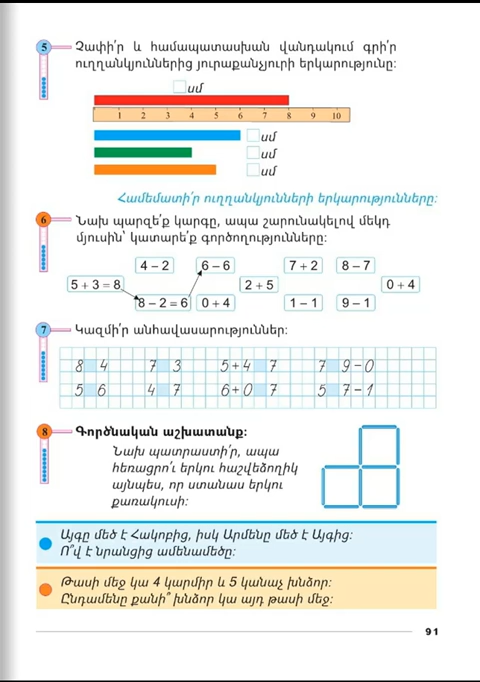 5 Չափի՛ր և համապատասխան վանդակում գրի՛ր
ուղղանկյուններից յուրաքանչյուրի երկարությունը։
սմ
1 2 3 4 5 6 7 8 9 10
սմ
սմ
սմ
Համեմատի՛ր ուղղանկյունների երկարությունները։
6 Նախ պարզե՛ք կարգը, ապա շարունակելով մեկդ
մյուսին՝ կատարե՛ք գործողությունները։
4 – 2 6 – 6 7 + 2 8 – 7
5 + 3 = 8 2 + 5 0 + 4
8 – 2 = 6 0 + 4 1 – 1 9 – 1
7 Կազմի՛ր անհավասարություններ։
8 4 7 3 5+4 7 7 9–0
5 6 4 7 6+0 7 5 7–1
8 Գործնական աշխատանք։
Նախ պատրաստի՛ր, ապա
հեռացրո՛ւ երկու հաշվեձողիկ
այնպես, որ ստանաս երկու
քառակուսի։
Այգը մեծ է Հակոբից, իսկ Արմենը մեծ է Այգից։
Ո՞վ է նրանցից ամենամեծը։
Թասի մեջ կա 4 կարմիր և 5 կանաչ խնձոր։
Ընդամենը քանի՞ խնձոր կա այդ թասի մեջ։
91